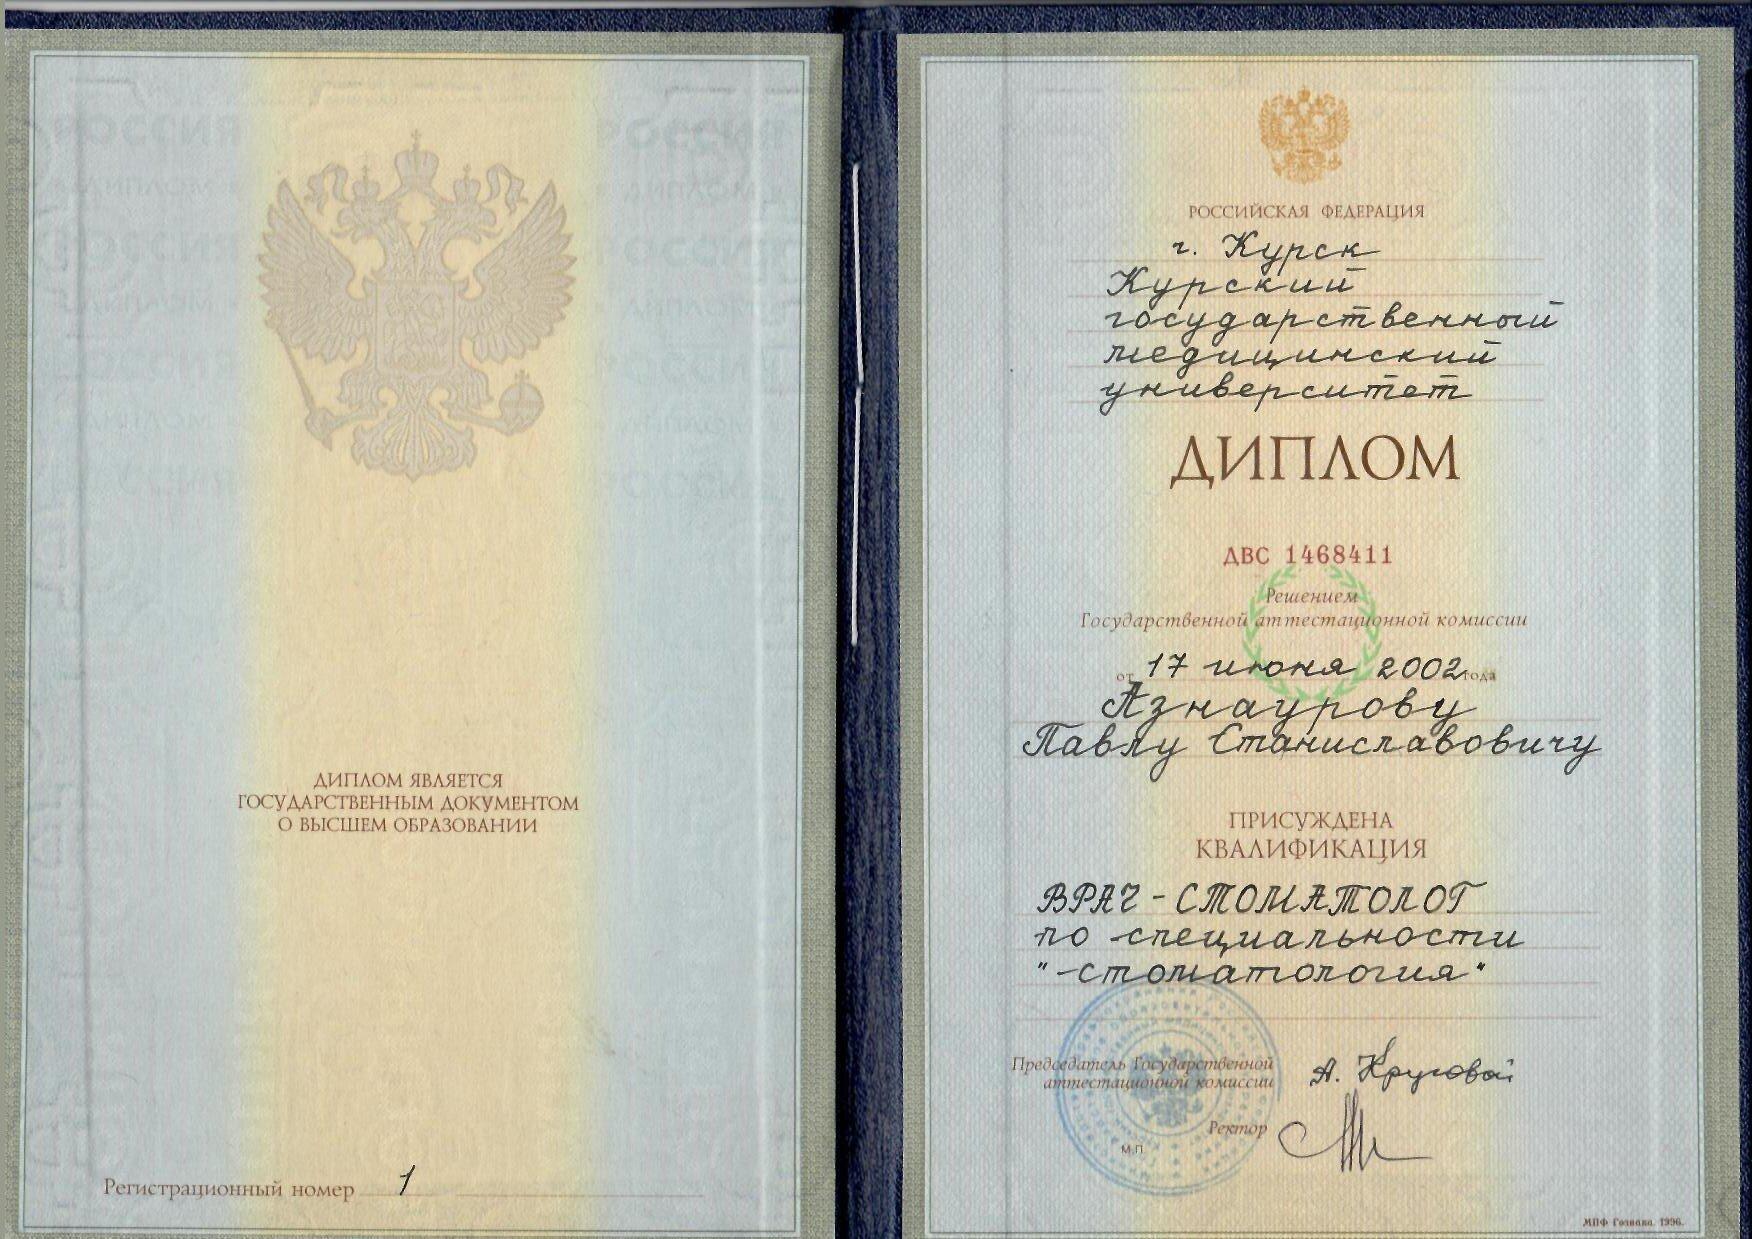 ДИПЛОМ ЯВЛЯЕТСЯ
ГОСУДАРСТВЕННЫМ ДОКУМЕНТОМ
О ВЫСШЕМ ОБРАЗОВАНИИ
Регистрационный номер 1
РОССИЙСКАЯ ФЕДЕРАЦИЯ
г. Курск
Курский
государственный
медицинский
университет
ДИПЛОМ
ДВС 1468411
Решением
Государственной аттестационной комиссии
от 17 июня 2002 года
Азнаурову
Павлу Станиславовичу
ПРИСУЖДЕНА
КВАЛИФИКАЦИЯ
ВРАЧ - СТОМАТОЛОГ
по специальности
"стоматология"
Председатель Государственной
аттестационной комиссии
Ректор
М.П.
МПФ Гознака. 1996.